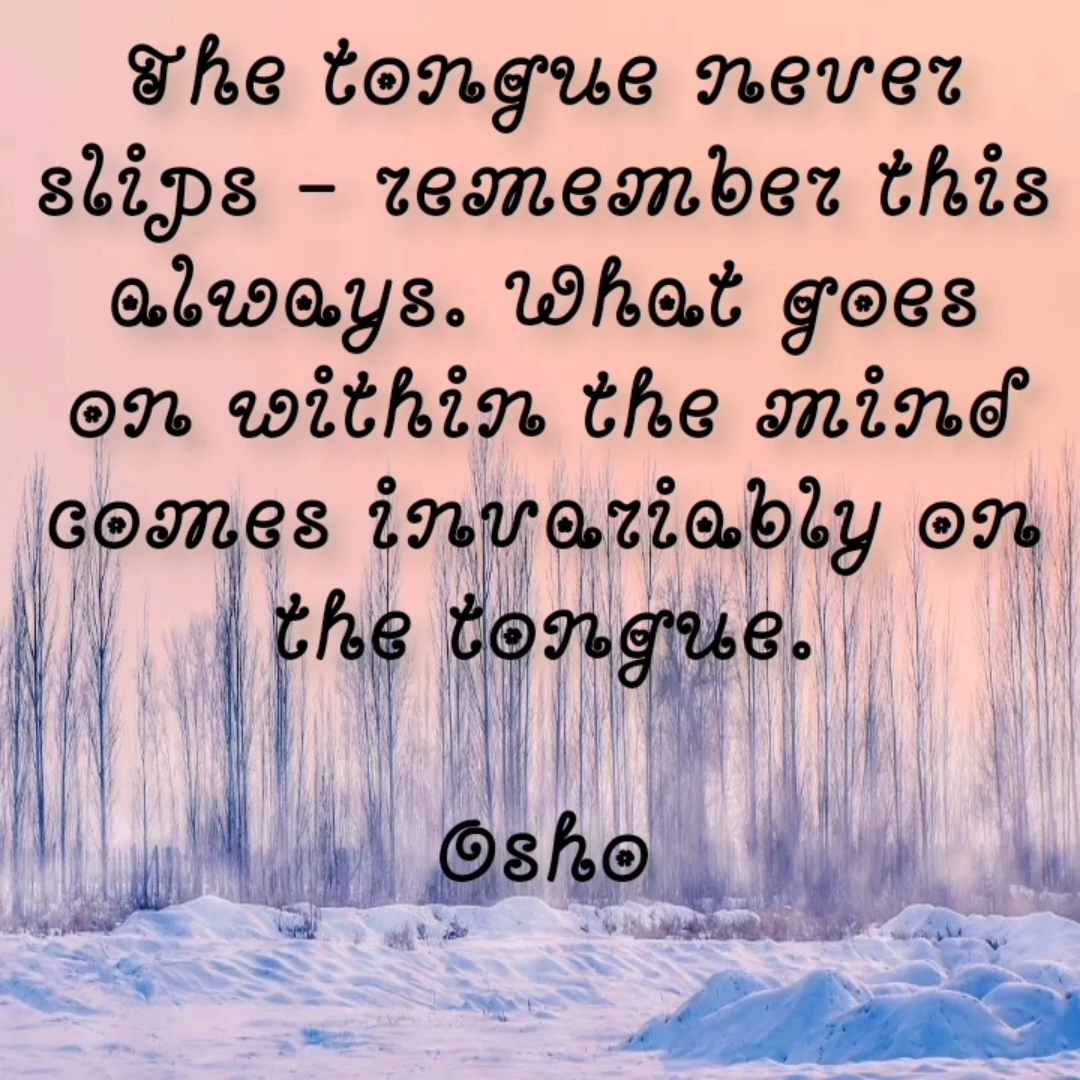 The tongue never
slips - remember this
always. What goes
on within the mind
comes invariably on
the tongue.
Osho